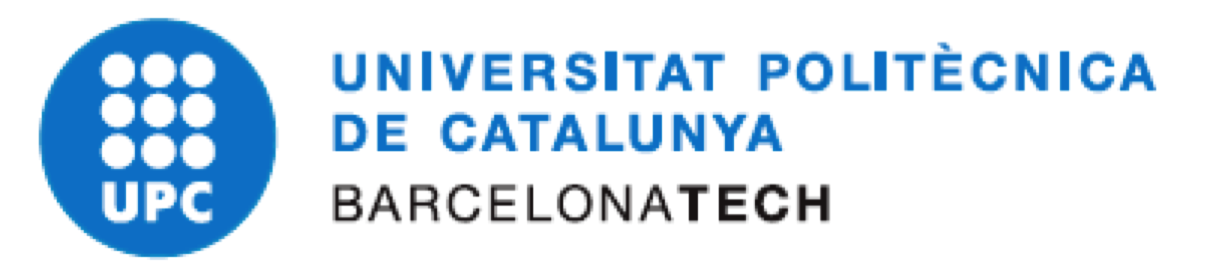 UPC
UNIVERSITAT POLITÈCNICA
DE CATALUNYA
BARCELONATECH